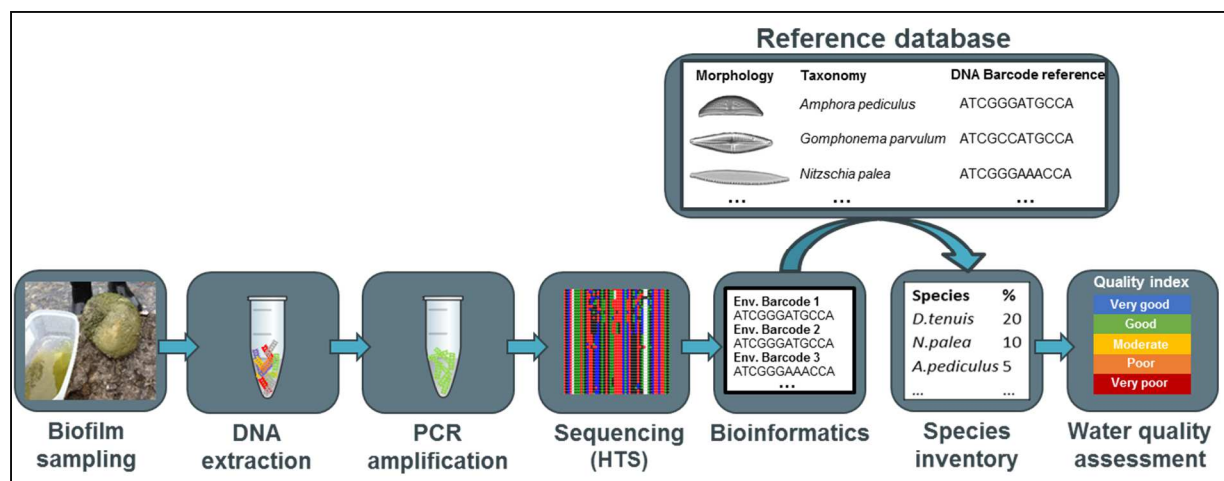 Reference database
Morphology Taxonomy DNA Barcode reference
Amphora pediculus ATCGGGATGCCA
Gomphonema parvulum ATCGCCATGCCA
Nitzschia palea ATCGGGAAACCA
... ... ...
Env. Barcode 1
ATCGGGATGCCA
Env. Barcode 2
ATCGGGATGCCA
Env. Barcode 3
ATCGGGAAACCA
...
Species %
D.tenuis 20
N.palea 10
A.pediculus 5
... ...
Quality index
Very good
Good
Moderate
Poor
Very poor
Biofilm
sampling
DNA
extraction
PCR
amplification
Sequencing
(HTS)
Bioinformatics
Species
inventory
Water quality
assessment